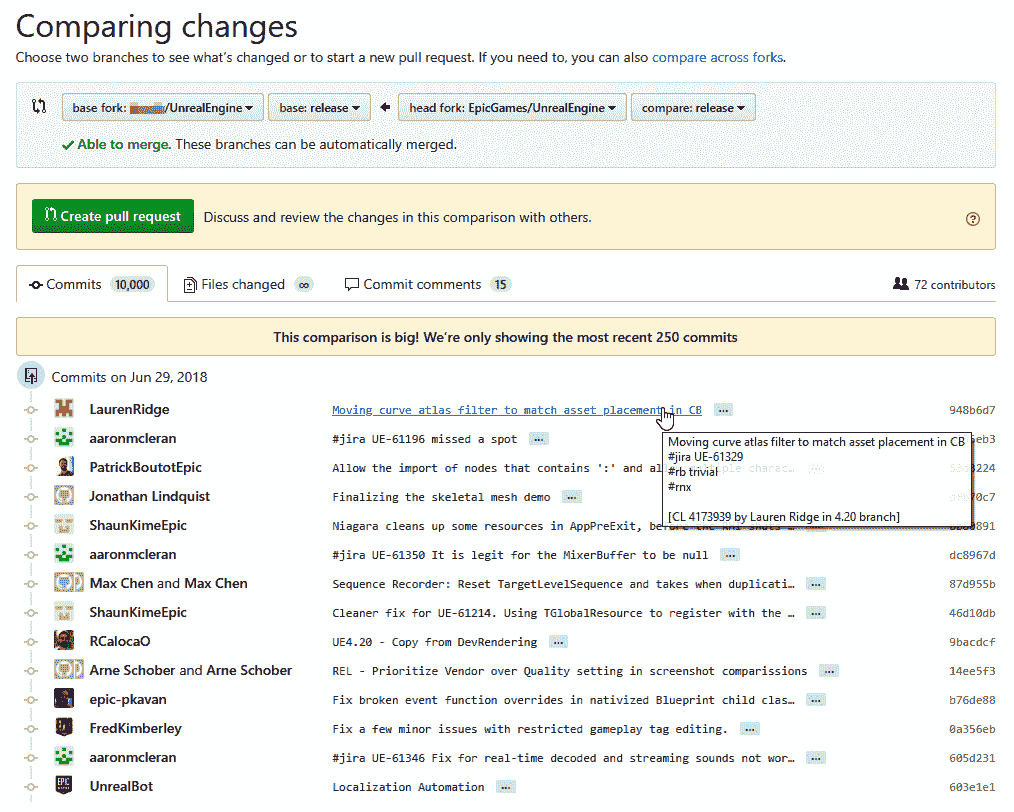 Comparing changes
Choose two branches to see what's changed or to start a new pull request. If you need to, you can also compare across forks.
base fork: /UnrealEngine base: release head fork: EpicGames/UnrealEngine compare: release
Able to merge. These branches can be automatically merged.
Create pull request Discuss and review the changes in this comparison with others.
Commits 10,000 Files changed ∞ Commit comments 15 72 contributors
This comparison is big! We're only showing the most recent 250 commits
Commits on Jun 29, 2018
LaurenRidge Moving curve atlas filter to match asset placement in CB … 948b6d7
aaronmcleran #jira UE-61196 missed a spot …
Moving curve atlas filter to match asset placement in CB
#jira UE-61329
#rb trivial
#rnx
[CL 4173939 by Lauren Ridge in 4.20 branch]
PatrickBoutotEpic Allow the import of nodes that contains ':' and
Jonathan Lindquist Finalizing the skeletal mesh demo …
ShaunKimeEpic Niagara cleans up some resources in AppPreExit,
aaronmcleran #jira UE-61350 It is legit for the MixerBuffer to be null … dc8967d
Max Chen and Max Chen Sequence Recorder: Reset TargetLevelSequence and takes when duplicati… … 87d955b
ShaunKimeEpic Cleaner fix for UE-61214. Using TGlobalResource to register with the … … 46d10db
RCalocaO UE4.20 - Copy from DevRendering … 9bacdcf
Arne Schober and Arne Schober REL - Prioritize Vendor over Quality setting in screenshot comparissions … 14ee5f3
epic-pkavan Fix broken event function overrides in nativized Blueprint child clas… … b76de88
FredKimberley Fix a few minor issues with restricted gameplay tag editing. … 0a356eb
aaronmcleran #jira UE-61346 Fix for real-time decoded and streaming sounds not wor… … 605d231
UnrealBot Localization Automation … 603e1e1